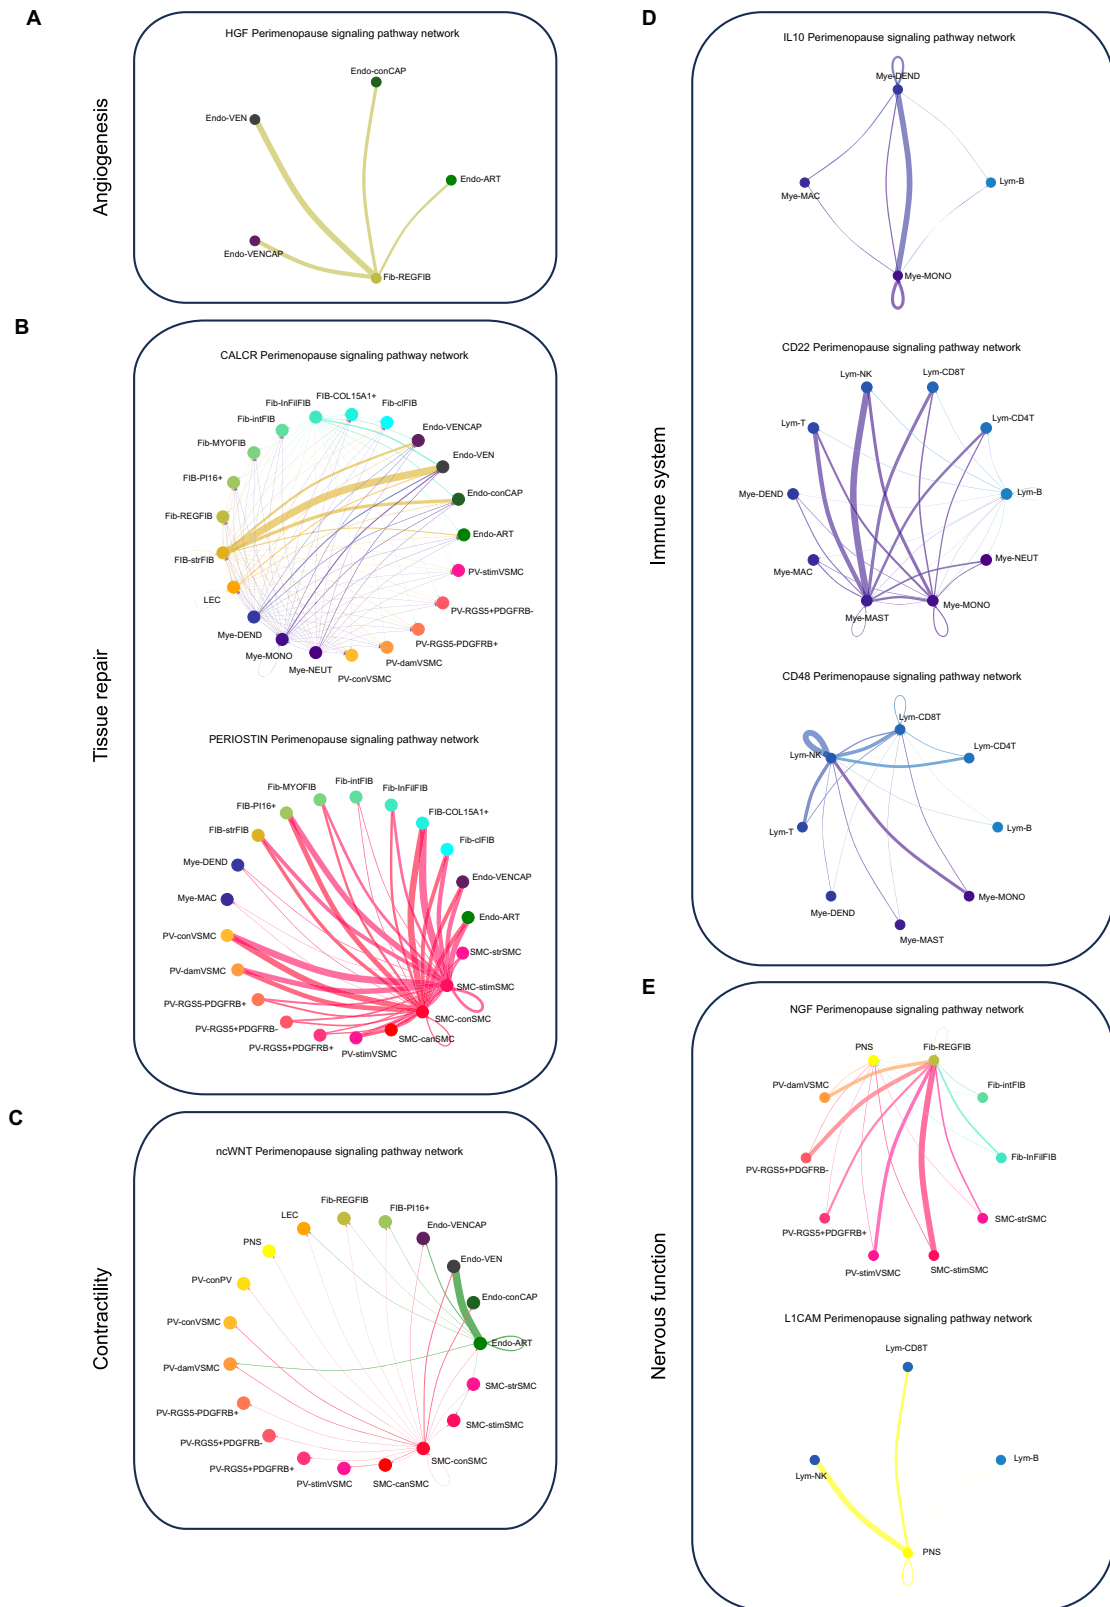 A
Angiogenesis
HGF Perimenopause signaling pathway network
Endo-conCAP
Endo-VEN
Endo-ART
Endo-VENCAP
Fib-REGFIB
B
Tissue repair
CALCR Perimenopause signaling pathway network
FIB-COL15A1+
Fib-InFilFIB
Fib-clFIB
Fib-intFIB
Endo-VENCAP
Fib-MYOFIB
Endo-VEN
FIB-PI16+
Endo-conCAP
Fib-REGFIB
Endo-ART
FIB-strFIB
PV-stimVSMC
LEC
PV-RGS5+PDGFRB-
Mye-DEND
PV-RGS5-PDGFRB+
Mye-MONO
PV-damVSMC
Mye-NEUT
PV-conVSMC
PERIOSTIN Perimenopause signaling pathway network
Fib-intFIB
Fib-MYOFIB
Fib-InFilFIB
FIB-PI16+
FIB-COL15A1+
FIB-strFIB
Fib-clFIB
Mye-DEND
Endo-VENCAP
Mye-MAC
Endo-ART
PV-conVSMC
SMC-strSMC
PV-damVSMC
SMC-stimSMC
PV-RGS5-PDGFRB+
SMC-conSMC
PV-RGS5+PDGFRB-
SMC-canSMC
PV-RGS5+PDGFRB+
PV-stimVSMC
C
Contractility
ncWNT Perimenopause signaling pathway network
Fib-REGFIB
FIB-PI16+
LEC
Endo-VENCAP
PNS
Endo-VEN
PV-conPV
Endo-conCAP
PV-conVSMC
Endo-ART
PV-damVSMC
SMC-strSMC
PV-RGS5-PDGFRB+
SMC-stimSMC
PV-RGS5+PDGFRB-
SMC-conSMC
PV-RGS5+PDGFRB+
PV-stimVSMC
SMC-canSMC
D
Immune system
IL10 Perimenopause signaling pathway network
Mye-DEND
Mye-MAC
Lym-B
Mye-MONO
CD22 Perimenopause signaling pathway network
Lym-NK
Lym-CD8T
Lym-T
Lym-CD4T
Mye-DEND
Lym-B
Mye-MAC
Mye-NEUT
Mye-MAST
Mye-MONO
CD48 Perimenopause signaling pathway network
Lym-CD8T
Lym-NK
Lym-CD4T
Lym-T
Lym-B
Mye-DEND
Mye-MONO
Mye-MAST
E
Nervous function
NGF Perimenopause signaling pathway network
PNS
Fib-REGFIB
PV-damVSMC
Fib-intFIB
PV-RGS5+PDGFRB-
Fib-InFilFIB
PV-RGS5+PDGFRB+
SMC-strSMC
PV-stimVSMC
SMC-stimSMC
L1CAM Perimenopause signaling pathway network
Lym-CD8T
Lym-NK
Lym-B
PNS